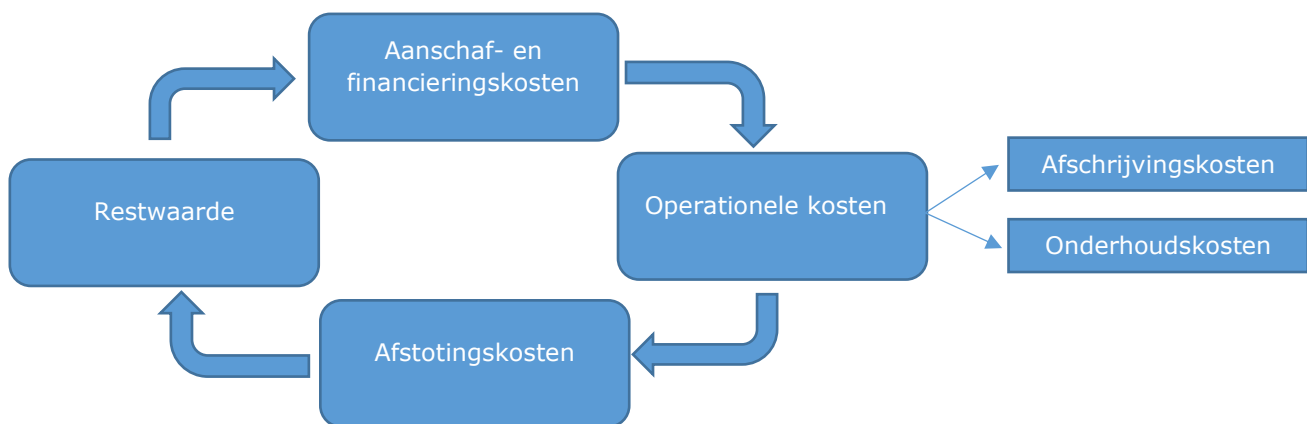 Aanschaf- en
financieringskosten
Operationele kosten
Afschrijvingskosten
Onderhoudskosten
Afstotingskosten
Restwaarde